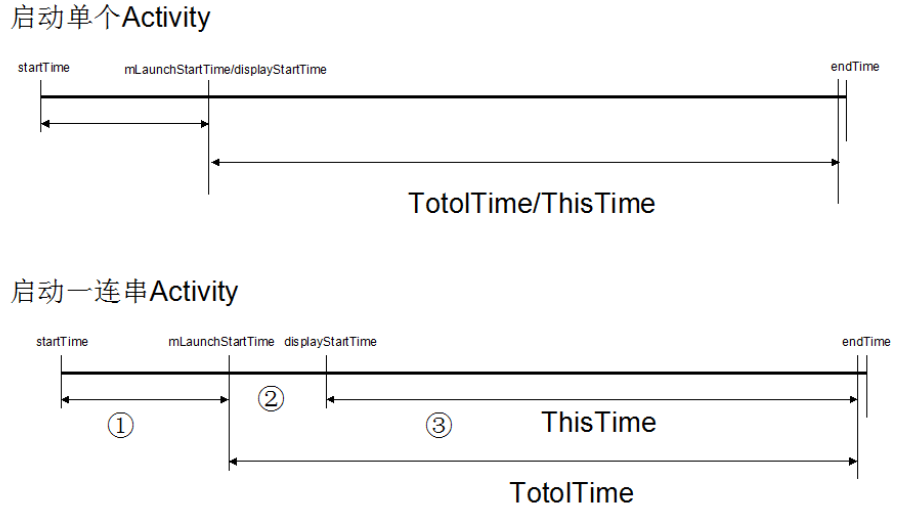 启动单个Activity
startTime mLaunchStartTime/displayStartTime endTime
TotolTime/ThisTime
启动一连串Activity
startTime mLaunchStartTime displayStartTime endTime
① ② ③ ThisTime
TotolTime